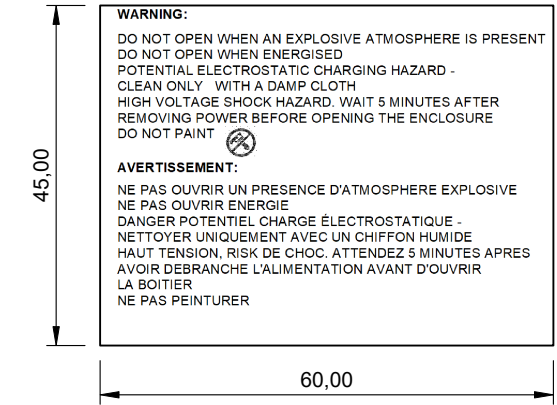 WARNING:
DO NOT OPEN WHEN AN EXPLOSIVE ATMOSPHERE IS PRESENT
DO NOT OPEN WHEN ENERGISED
POTENTIAL ELECTROSTATIC CHARGING HAZARD -
CLEAN ONLY WITH A DAMP CLOTH
HIGH VOLTAGE SHOCK HAZARD. WAIT 5 MINUTES AFTER
REMOVING POWER BEFORE OPENING THE ENCLOSURE
DO NOT PAINT
AVERTISSEMENT:
NE PAS OUVRIR UN PRESENCE D'ATMOSPHERE EXPLOSIVE
NE PAS OUVRIR ENERGIE
DANGER POTENTIEL CHARGE ÉLECTROSTATIQUE -
NETTOYER UNIQUEMENT AVEC UN CHIFFON HUMIDE
HAUT TENSION, RISK DE CHOC. ATTENDEZ 5 MINUTES APRES
AVOIR DEBRANCHE L'ALIMENTATION AVANT D'OUVRIR
LA BOITIER
NE PAS PEINTURER
45,00
60,00